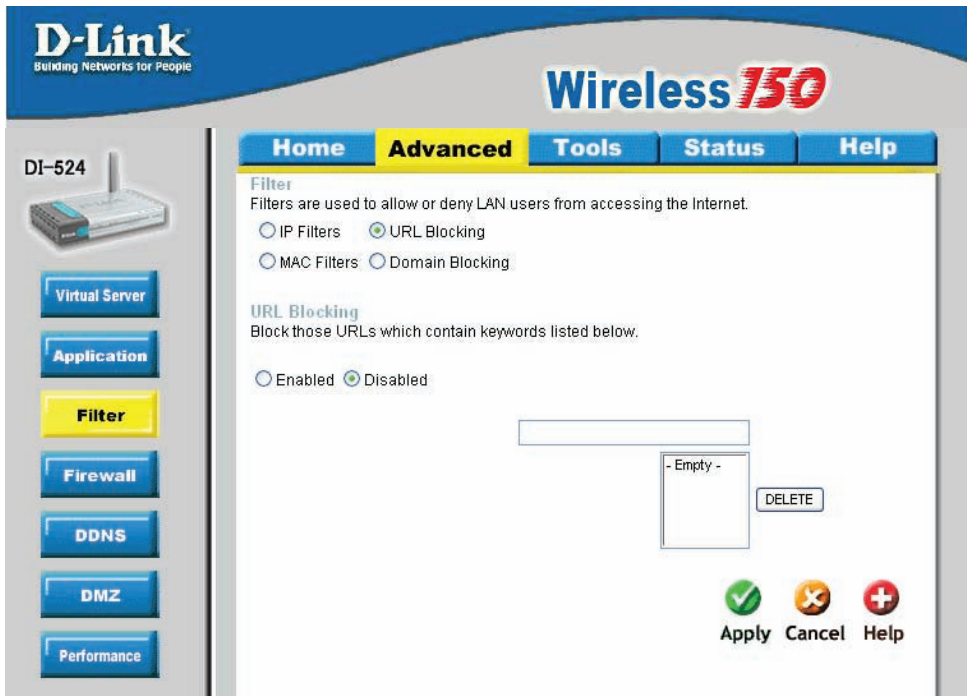 D-Link
Building Networks for People
Wireless 150
DI-524
Home Advanced Tools Status Help
Filter
Filters are used to allow or deny LAN users from accessing the Internet.
IP Filters URL Blocking
MAC Filters Domain Blocking
URL Blocking
Block those URLs which contain keywords listed below.
Enabled Disabled
- Empty -
DELETE
Apply Cancel Help
Virtual Server
Application
Filter
Firewall
DDNS
DMZ
Performance